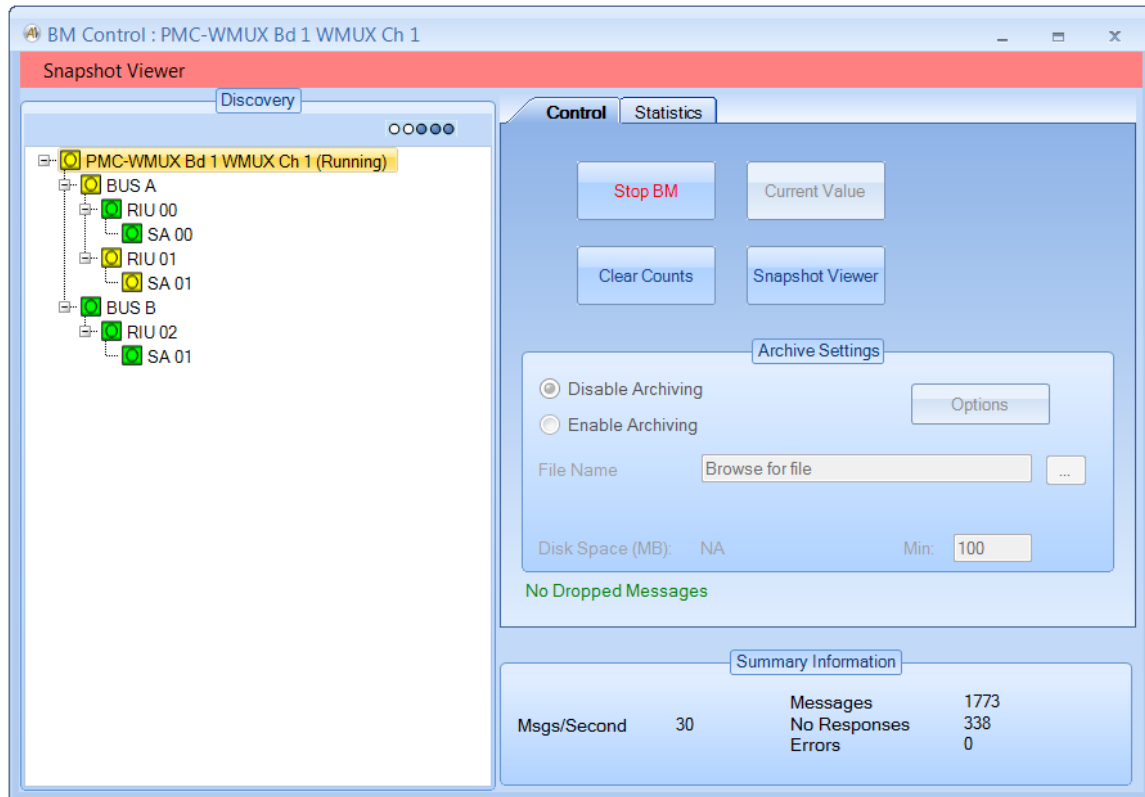 BM Control : PMC-WMUX Bd 1 WMUX Ch 1
Snapshot Viewer
Discovery
PMC-WMUX Bd 1 WMUX Ch 1 (Running)
BUS A
RIU 00
SA 00
RIU 01
SA 01
BUS B
RIU 02
SA 01
Control Statistics
Stop BM Current Value
Clear Counts Snapshot Viewer
Archive Settings
Disable Archiving Options
Enable Archiving
File Name Browse for file ...
Disk Space (MB): NA Min: 100
No Dropped Messages
Summary Information
Messages 1773
Msgs/Second 30 No Responses 338
Errors 0